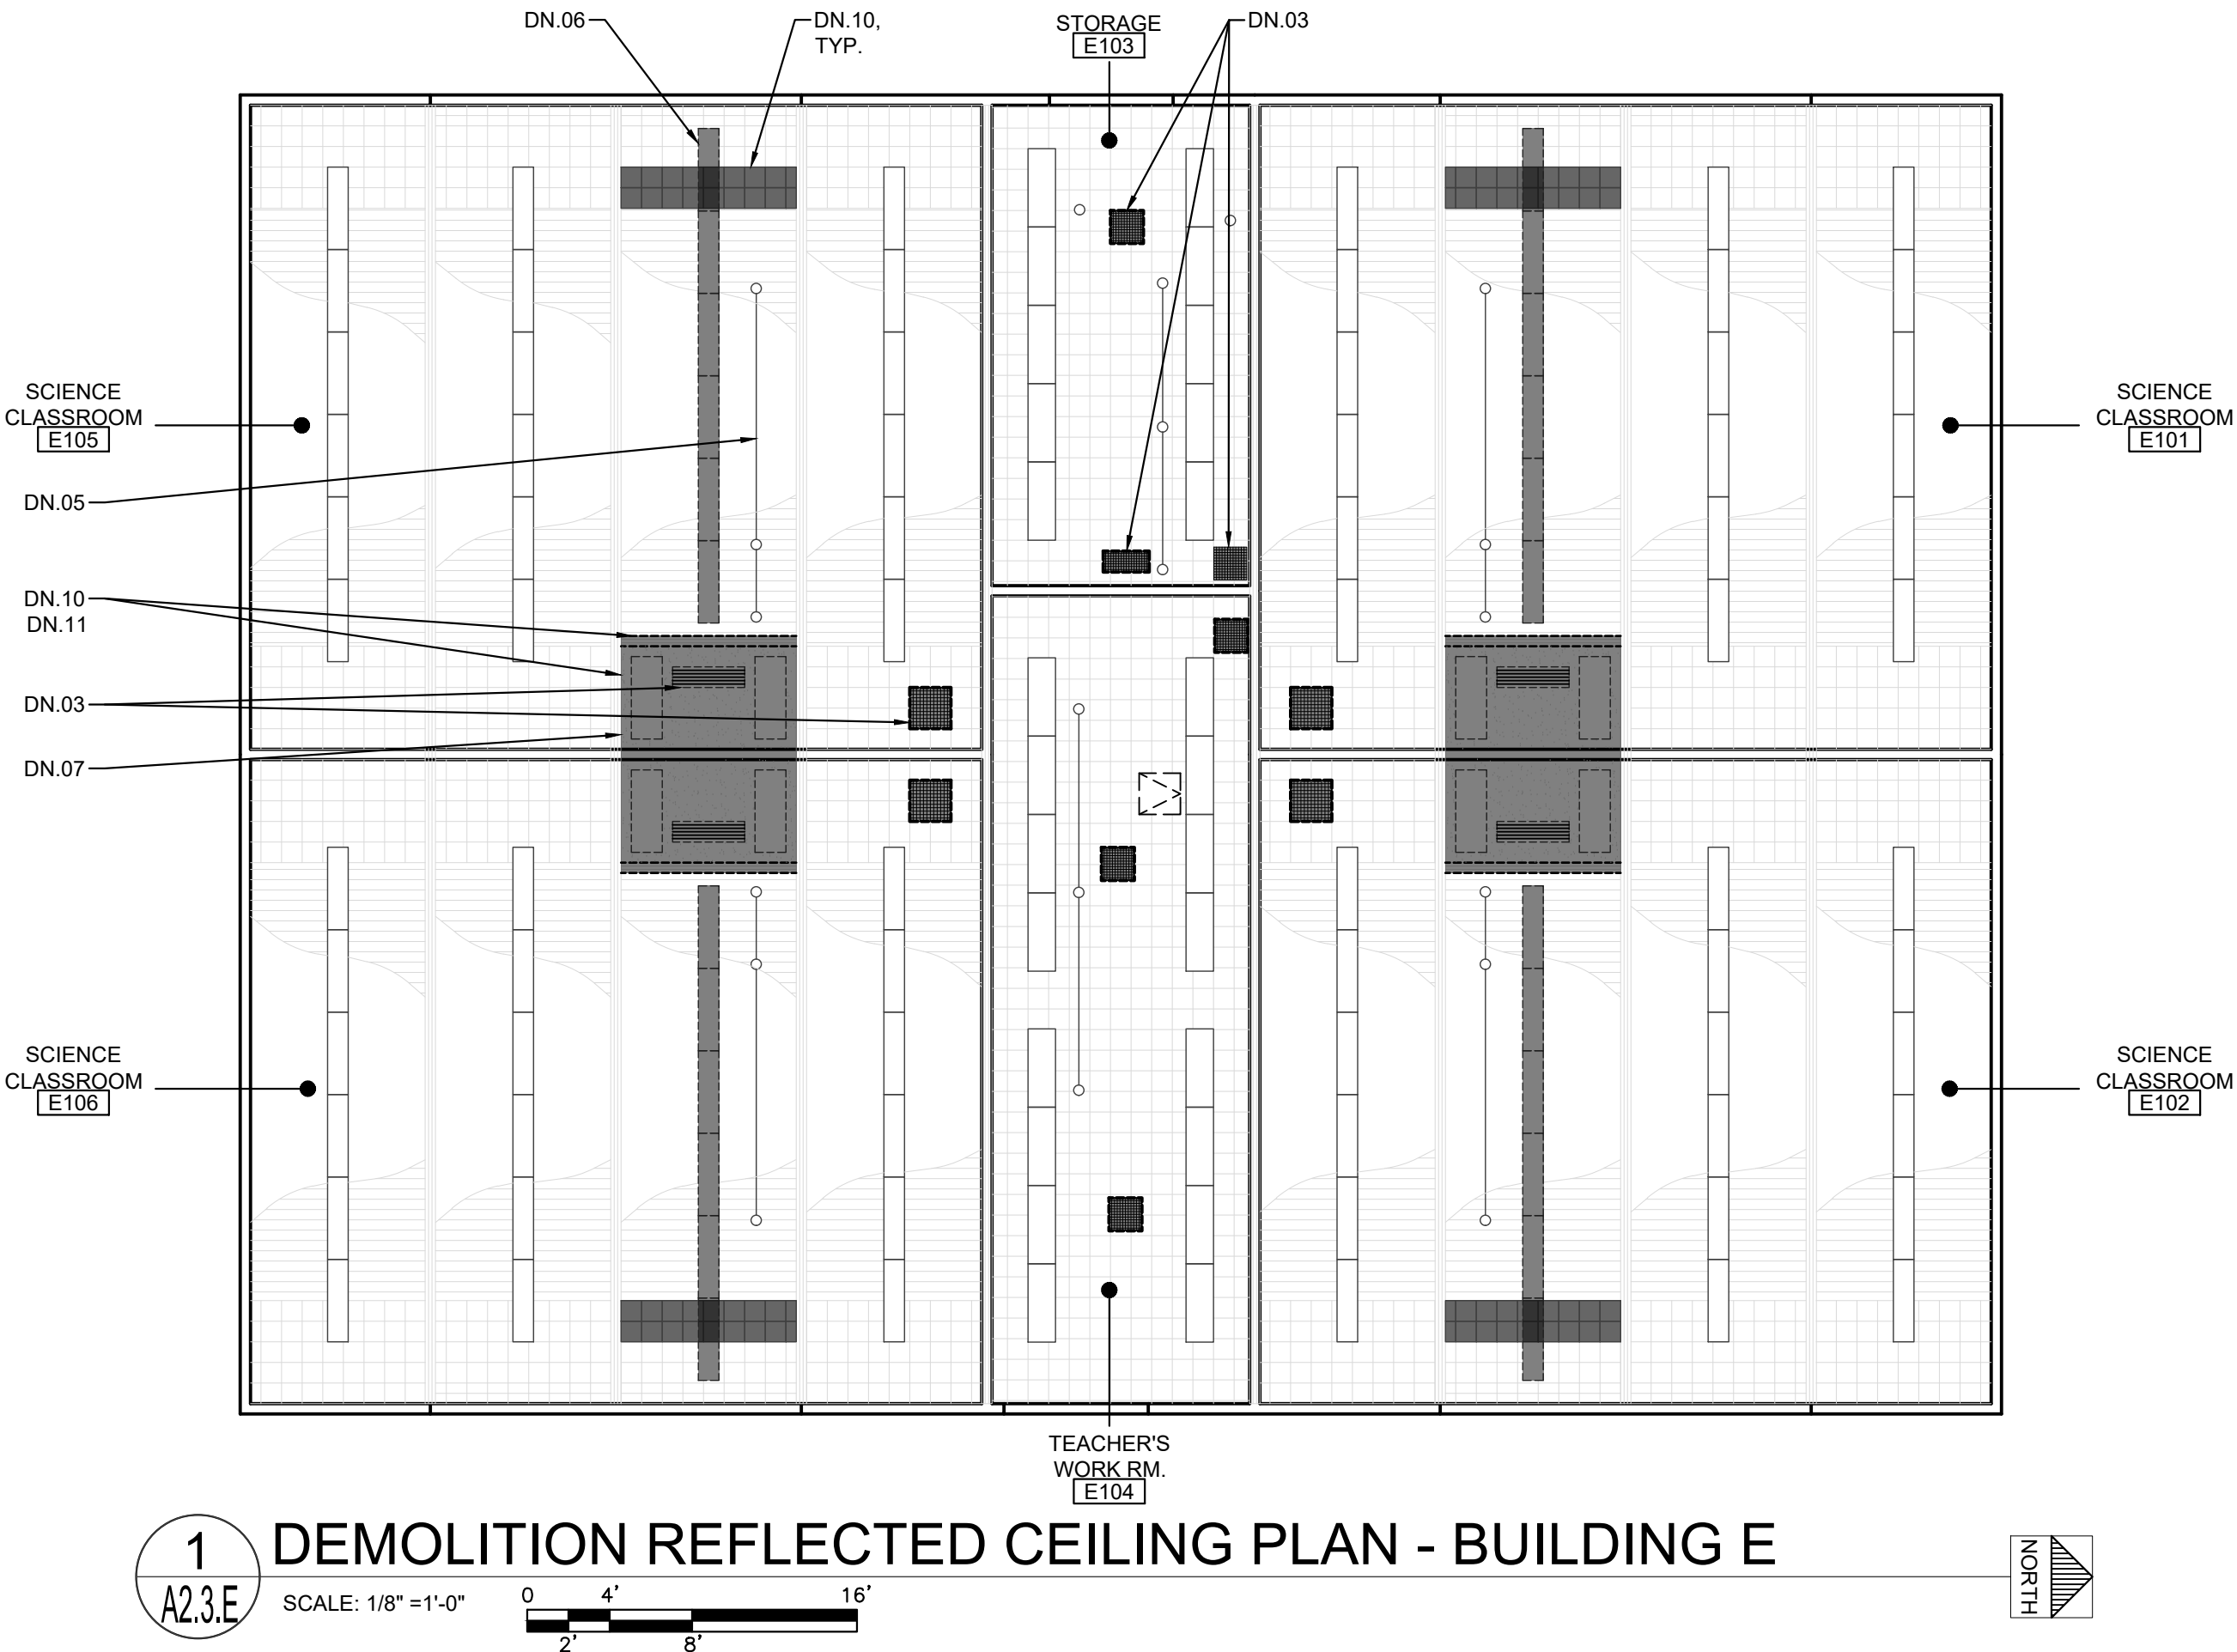 DN.06
DN.10,
TYP.
STORAGE
E103
DN.03
SCIENCE
CLASSROOM
E105
SCIENCE
CLASSROOM
E101
DN.05
DN.10
DN.11
DN.03
DN.07
SCIENCE
CLASSROOM
E106
SCIENCE
CLASSROOM
E102
TEACHER'S
WORK RM.
E104
1
A2.3.E
DEMOLITION REFLECTED CEILING PLAN - BUILDING E
SCALE: 1/8" =1'-0"
0 4' 16'
2' 8'
NORTH